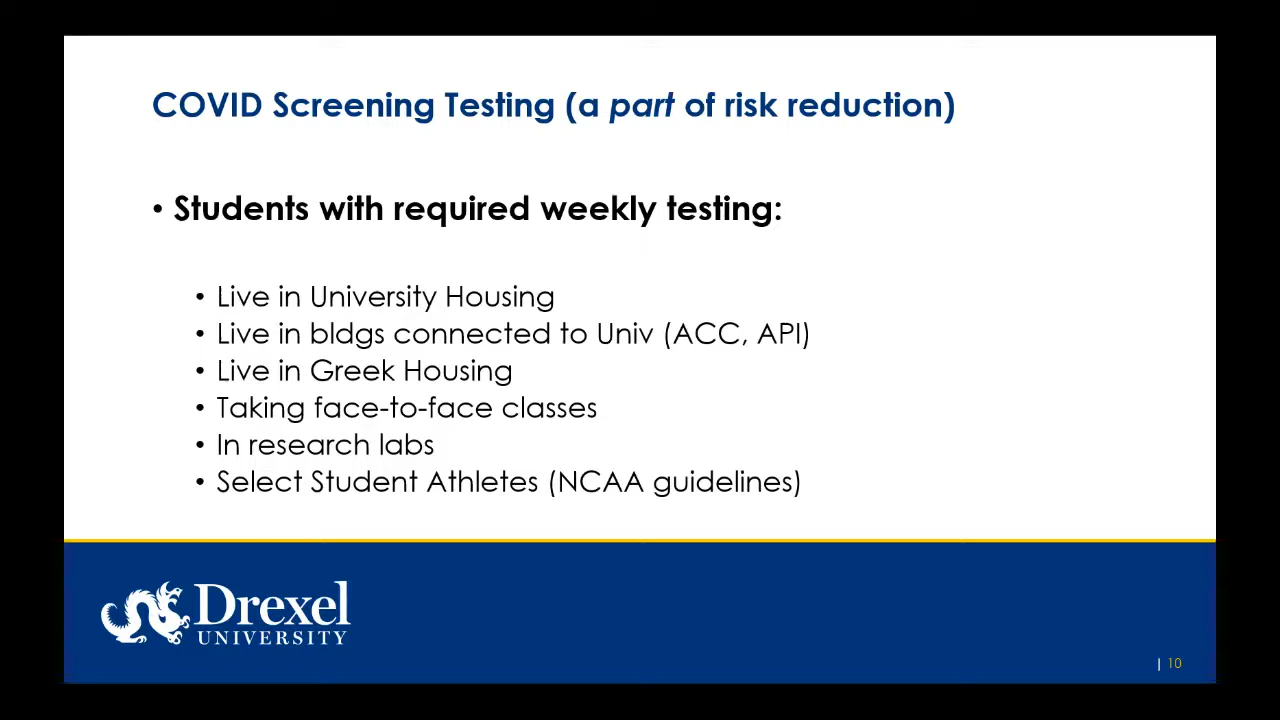 COVID Screening Testing (a part of risk reduction)
• Students with required weekly testing:
• Live in University Housing
• Live in bldgs connected to Univ (ACC, API)
• Live in Greek Housing
• Taking face-to-face classes
• In research labs
• Select Student Athletes (NCAA guidelines)
Drexel
UNIVERSITY
| 10